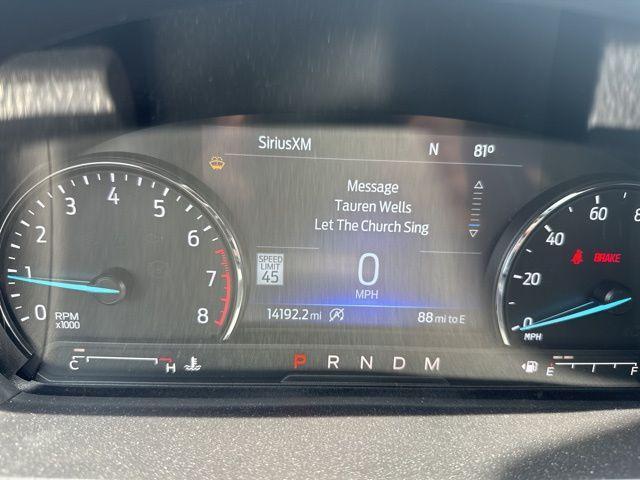 SiriusXM N 81°
Message
Tauren Wells
Let The Church Sing
SPEED
LIMIT
45
0
MPH
14192.2 mi 88 mi to E
0 1 2 3 4 5 6 7 8
RPM
x1000
0 20 40 60 80
MPH
BRAKE
C H
P R N D M
E F